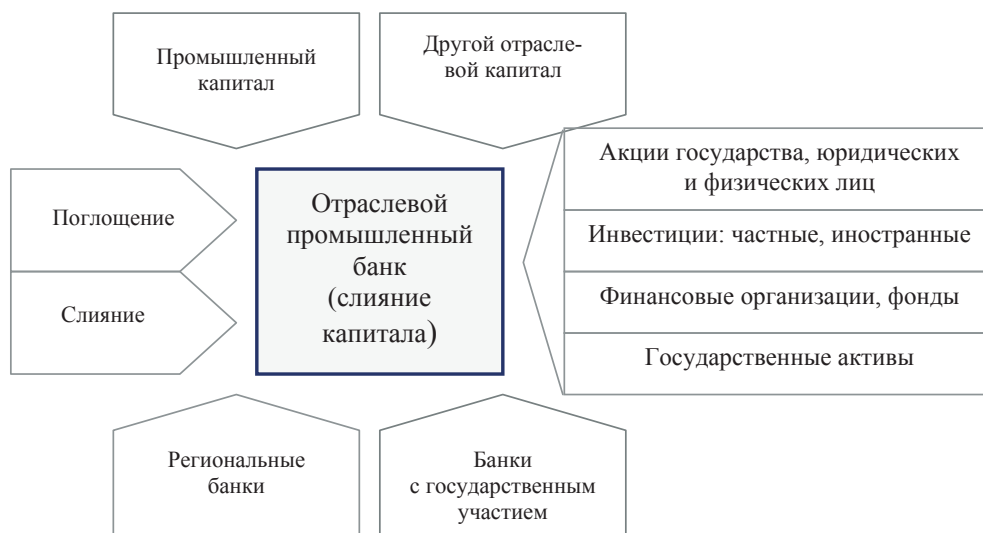 Промышленный
капитал
Другой отрасле-
вой капитал
Поглощение
Слияние
Отраслевой
промышленный
банк
(слияние
капитала)
Акции государства, юридических
и физических лиц
Инвестиции: частные, иностранные
Финансовые организации, фонды
Государственные активы
Региональные
банки
Банки
с государственным
участием